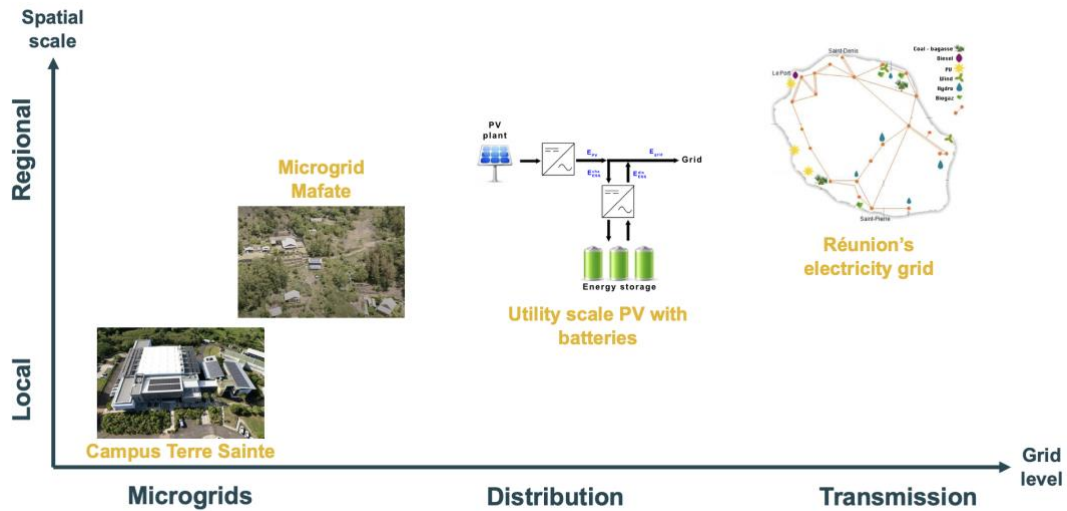 Spatial
scale
Regional
Local
Microgrid
Mafate
Campus Terre Sainte
PV
plant
E_PV
E_grid
Grid
Energy storage
Utility scale PV with
batteries
Saint-Denis
Le Port
Saint-Pierre
Coal - bagasse
Diesel
PV
Wind
Hydro
Biogaz
Réunion's
electricity grid
Grid
level
Microgrids
Distribution
Transmission